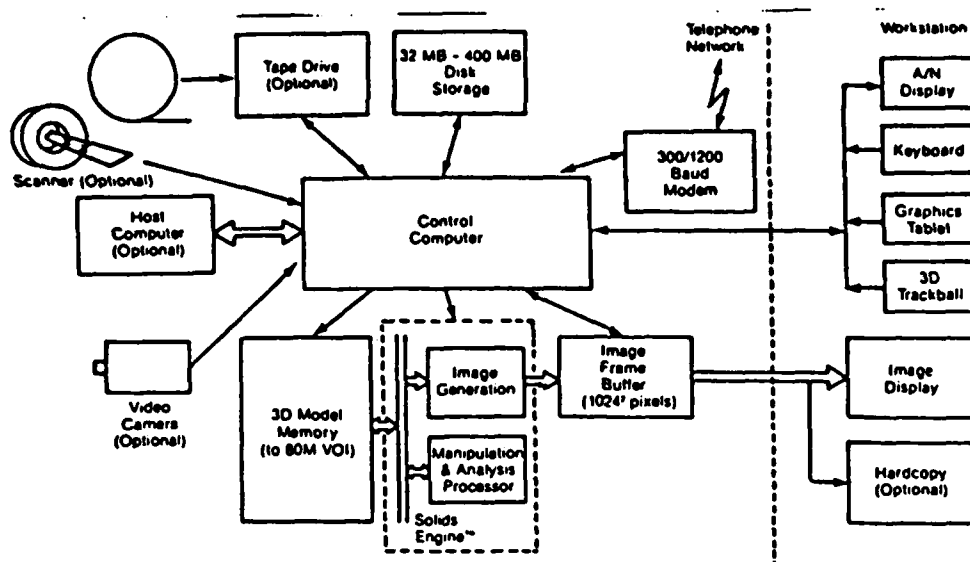 Telephone
Network
Workstation
Tape Drive
(Optional)
32 MB - 400 MB
Disk
Storage
A/N
Display
300/1200
Baud
Modem
Keyboard
Scanner (Optional)
Host
Computer
(Optional)
Control
Computer
Graphics
Tablet
3D
Trackball
Video
Camera
(Optional)
3D Model
Memory
(to 80M VOI)
Image
Generation
Manipulation
& Analysis
Processor
Solids
Engine™
Image
Frame
Buffer
(1024² pixels)
Image
Display
Hardcopy
(Optional)